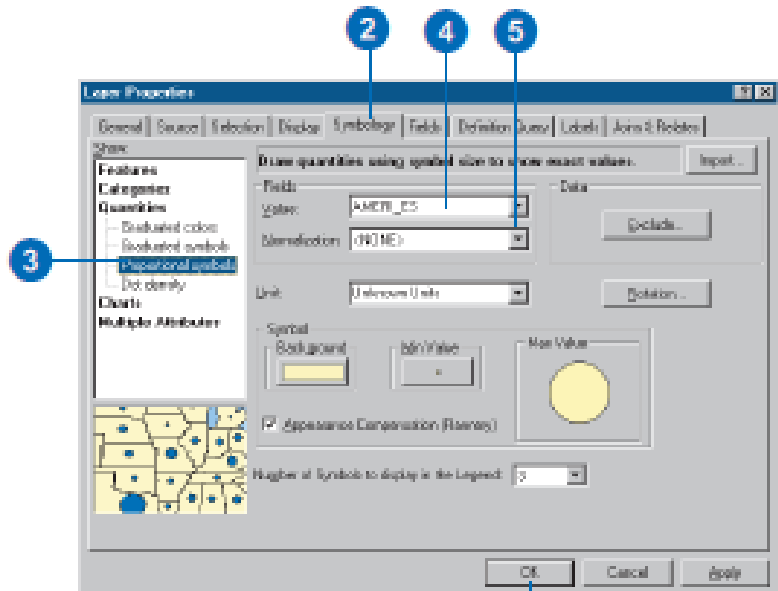 2 4 5
Layer Properties
General Source Selection Display Symbology Fields Definition Query Labels Joins & Relates
Show:
Features
Categories
Quantities
Graduated colors
Graduated symbols
Proportional symbols
Dot density
Charts
Multiple Attributes
3
Draw quantities using symbol size to show exact values.
Import...
Fields
Value: AMERI_ES
Normalization: <NONE>
Data
Exclude...
Unit: Unknown Units
Rotation...
Symbol
Background
Min Value
Max Value
Appearance Compensation (Flannery)
Number of Symbols to display in the Legend:
OK Cancel Apply